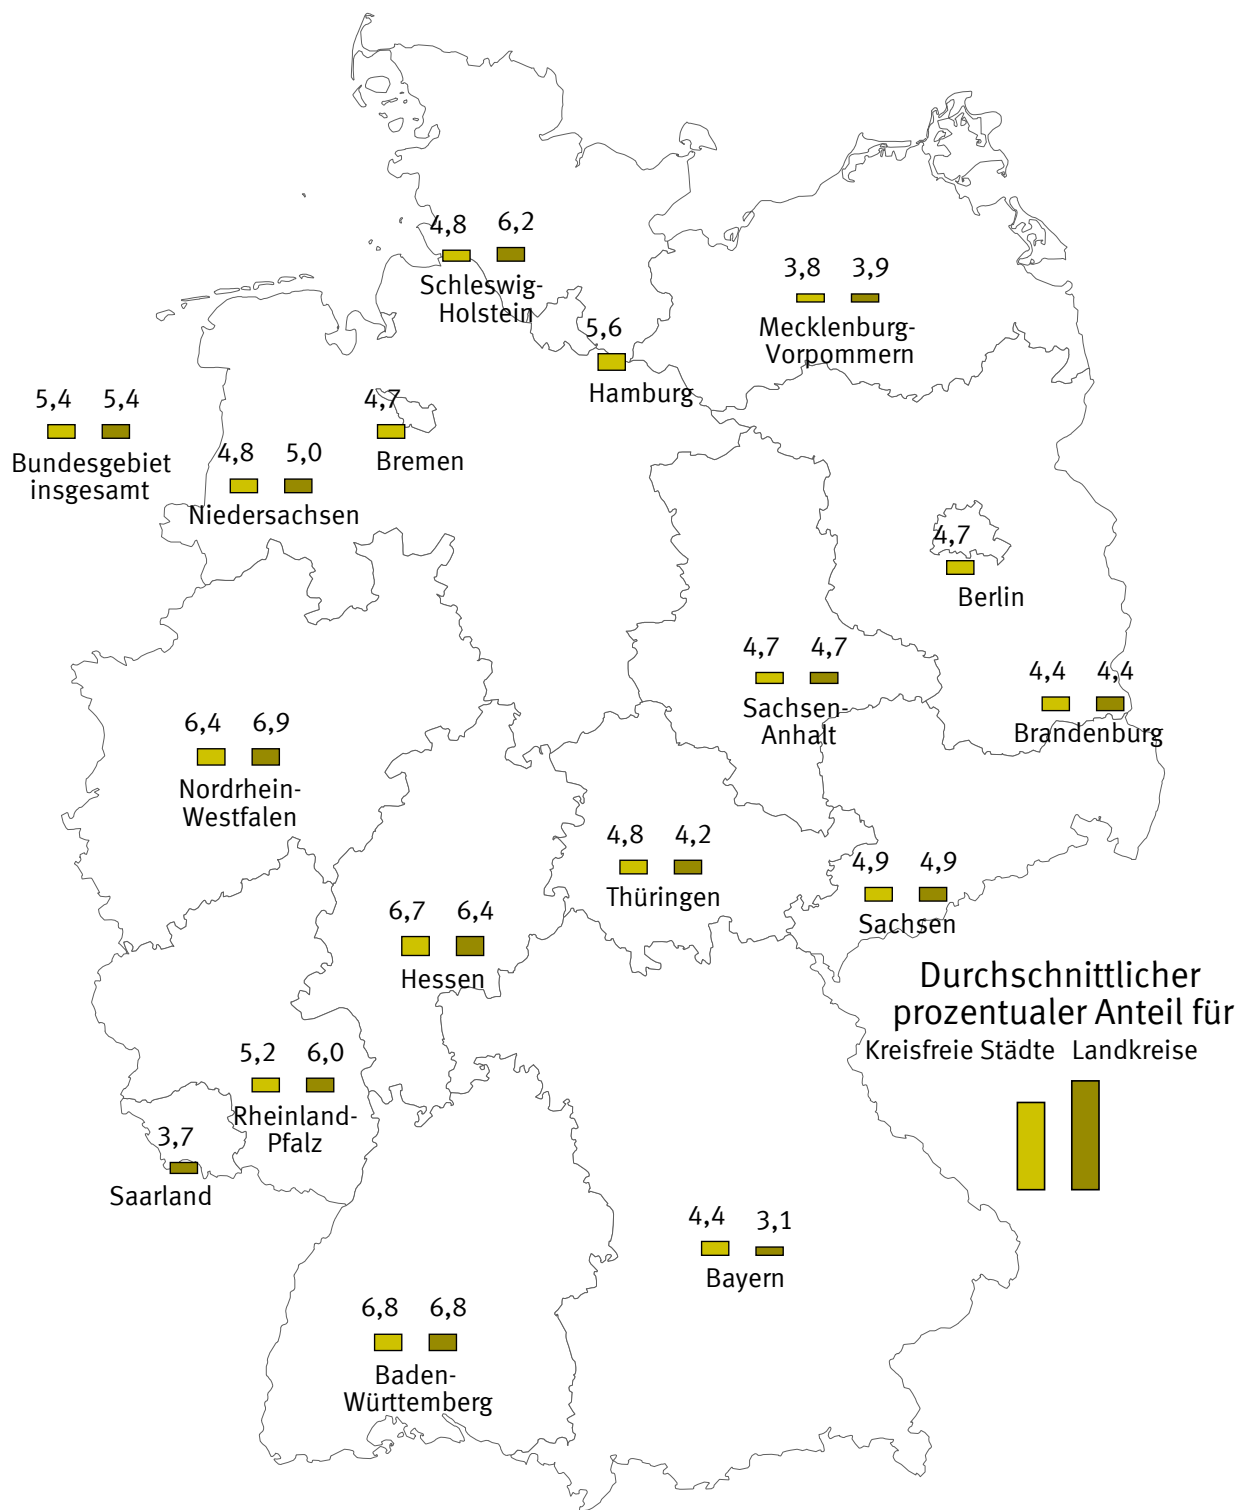 4,8 6,2
Schleswig-
Holstein
3,8 3,9
Mecklenburg-
Vorpommern
5,6
Hamburg
5,4 5,4
Bundesgebiet
insgesamt
4,7
Bremen
4,8 5,0
Niedersachsen
4,7
Berlin
4,7 4,7
Sachsen-
Anhalt
4,4 4,4
Brandenburg
6,4 6,9
Nordrhein-
Westfalen
4,8 4,2
Thüringen
4,9 4,9
Sachsen
6,7 6,4
Hessen
Durchschnittlicher
prozentualer Anteil für
Kreisfreie Städte Landkreise
5,2 6,0
Rheinland-
Pfalz
3,7
Saarland
4,4 3,1
Bayern
6,8 6,8
Baden-
Württemberg